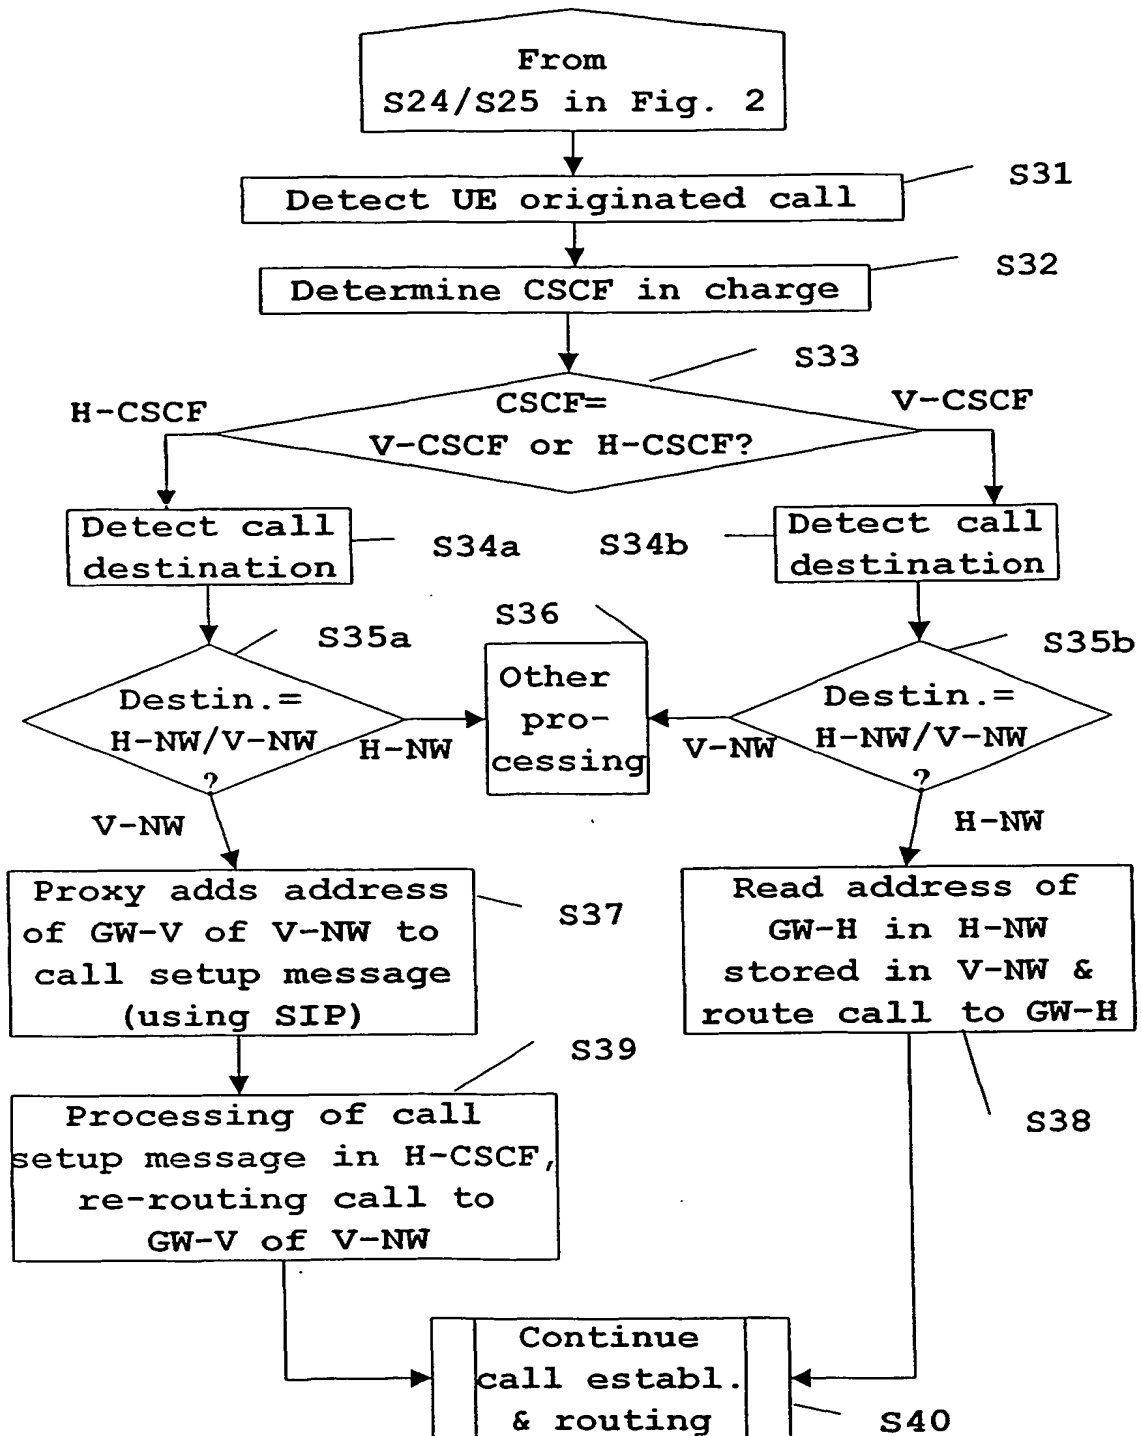 From
S24/S25 in Fig. 2
S31
Detect UE originated call
S32
Determine CSCF in charge
S33
H-CSCF
CSCF=
V-CSCF or H-CSCF?
V-CSCF
Detect call
destination
S34a
S34b
Detect call
destination
S35a
S36
S35b
Destin.=
H-NW/V-NW
?
H-NW
Other
pro-
cessing
V-NW
Destin.=
H-NW/V-NW
?
V-NW
H-NW
Proxy adds address
of GW-V of V-NW to
call setup message
(using SIP)
S37
Read address of
GW-H in H-NW
stored in V-NW &
route call to GW-H
S39
S38
Processing of call
setup message in H-CSCF,
re-routing call to
GW-V of V-NW
Continue
call establ.
& routing
S40